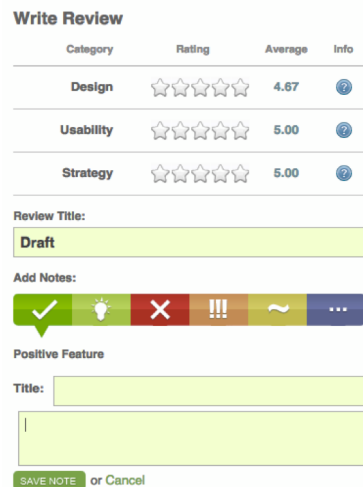 Write Review
Category Rating Average Info
Design 4.67 ?
Usability 5.00 ?
Strategy 5.00 ?
Review Title:
Draft
Add Notes:
!!! ~ ...
Positive Feature
Title:
SAVE NOTE or Cancel